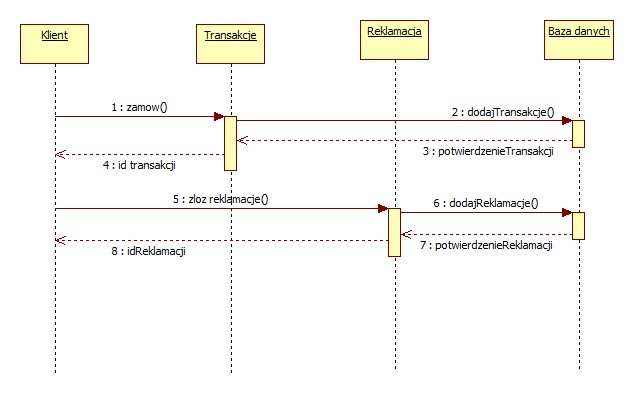 Klient
Transakcje
Reklamacja
Baza danych
1 : zamow()
2 : dodajTransakcje()
3 : potwierdzenieTransakcji
4 : id transakcji
5 : zloz reklamacje()
6 : dodajReklamacje()
7 : potwierdzenieReklamacji
8 : idReklamacji